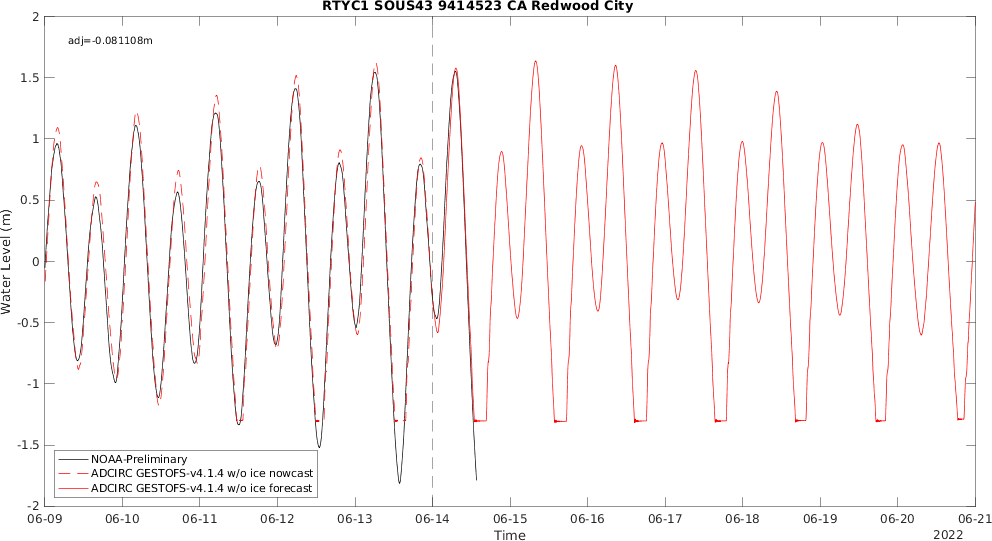 RTYC1 SOUS43 9414523 CA Redwood City
adj=-0.081108m
2
1.5
1
0.5
0
-0.5
-1
-1.5
-2
Water Level (m)
NOAA-Preliminary
ADCIRC GESTOFS-v4.1.4 w/o ice nowcast
ADCIRC GESTOFS-v4.1.4 w/o ice forecast
06-09 06-10 06-11 06-12 06-13 06-14 06-15 06-16 06-17 06-18 06-19 06-20 06-21
Time
2022